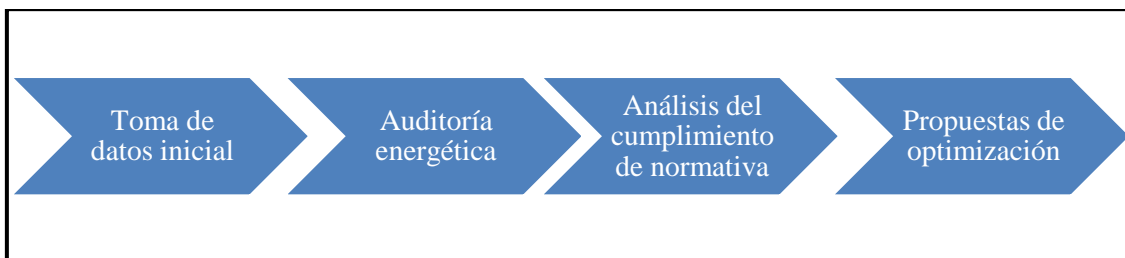 Toma de
datos inicial
Auditoría
energética
Análisis del
cumplimiento
de normativa
Propuestas de
optimización